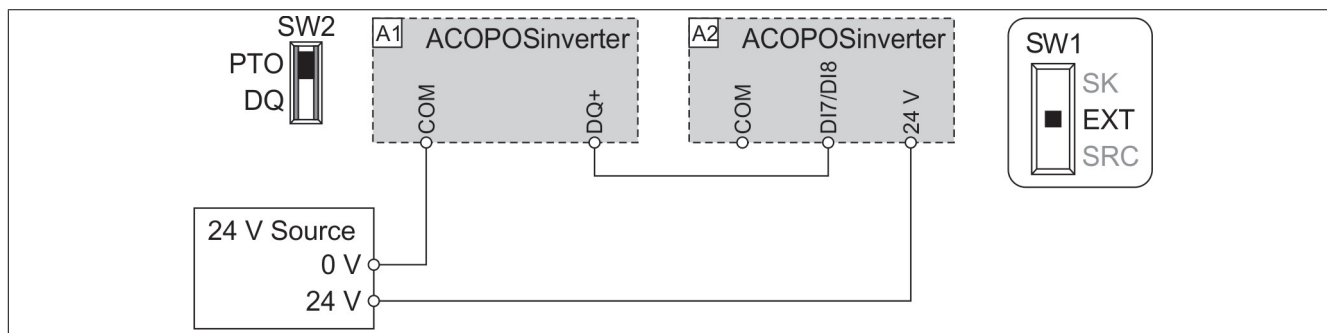 SW2
PTO
DQ
A1 ACOPOSinverter
COM
DQ+
A2 ACOPOSinverter
COM
DI7/DI8
24 V
SW1
SK
EXT
SRC
24 V Source
0 V
24 V